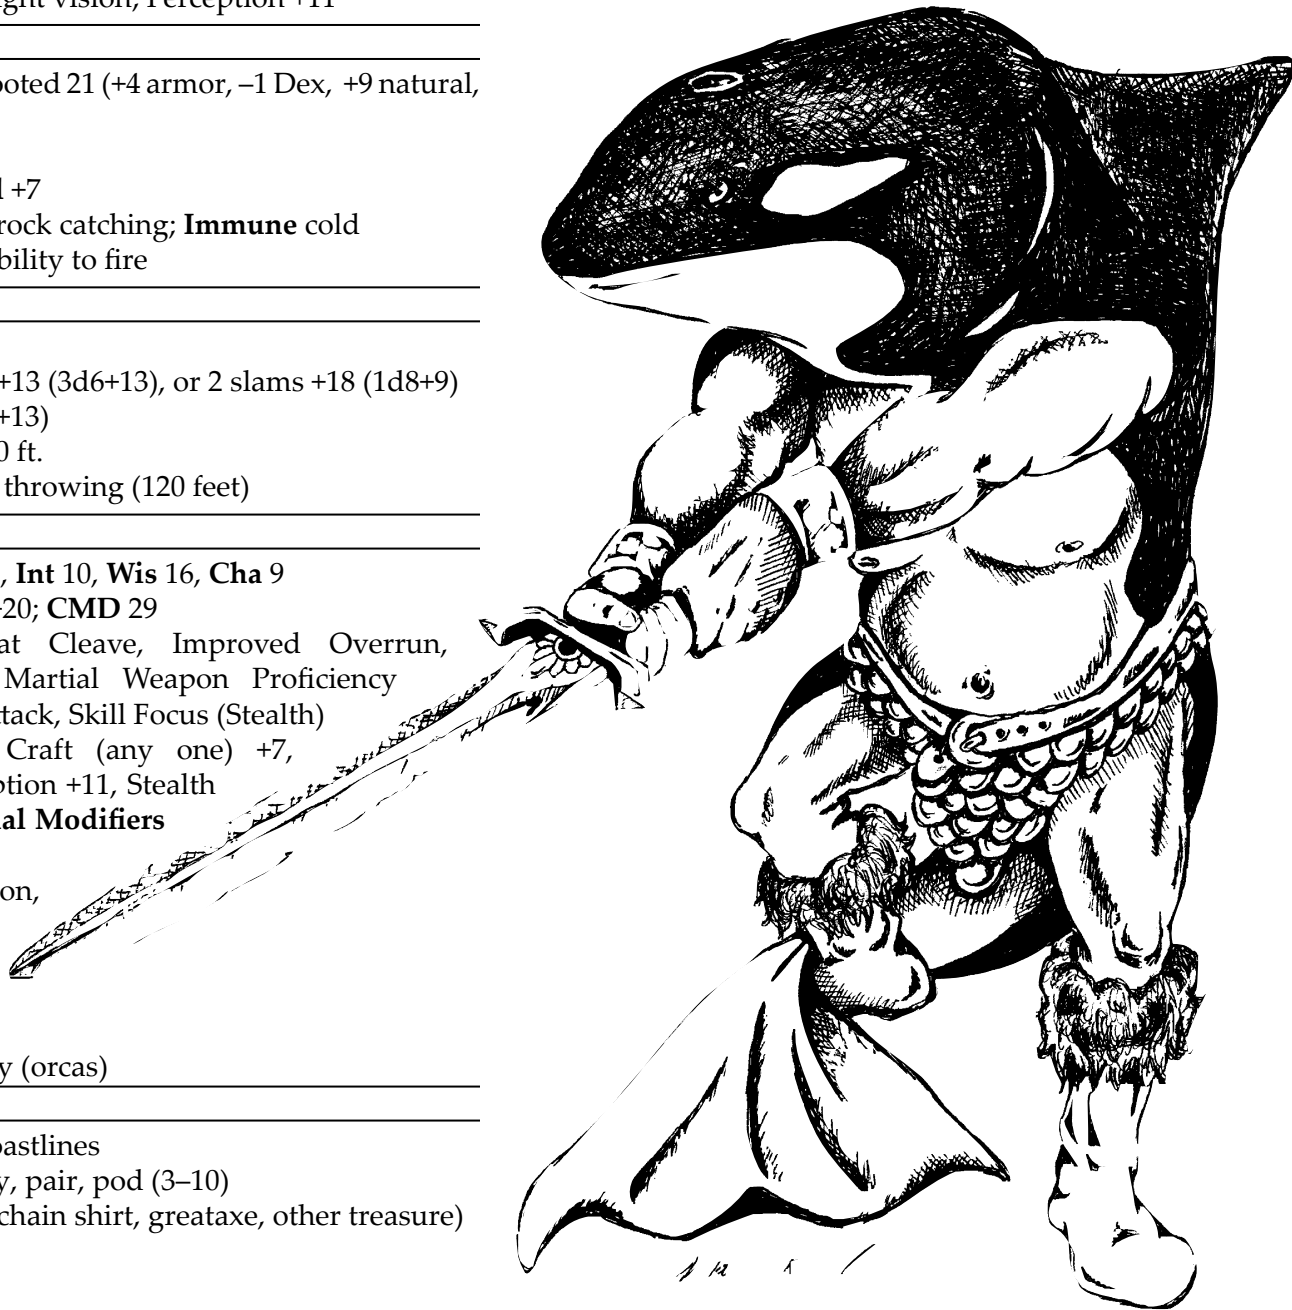 ght vision; Perception +11
ooted 21 (+4 armor, –1 Dex, +9 natural,
+7
rock catching; Immune cold
bility to fire
+13 (3d6+13), or 2 slams +18 (1d8+9)
+13)
0 ft.
throwing (120 feet)
, Int 10, Wis 16, Cha 9
+20; CMD 29
at Cleave, Improved Overrun,
Martial Weapon Proficiency
ttack, Skill Focus (Stealth)
Craft (any one) +7,
ption +11, Stealth
al Modifiers
on,
y (orcas)
oastlines
y, pair, pod (3–10)
chain shirt, greataxe, other treasure)